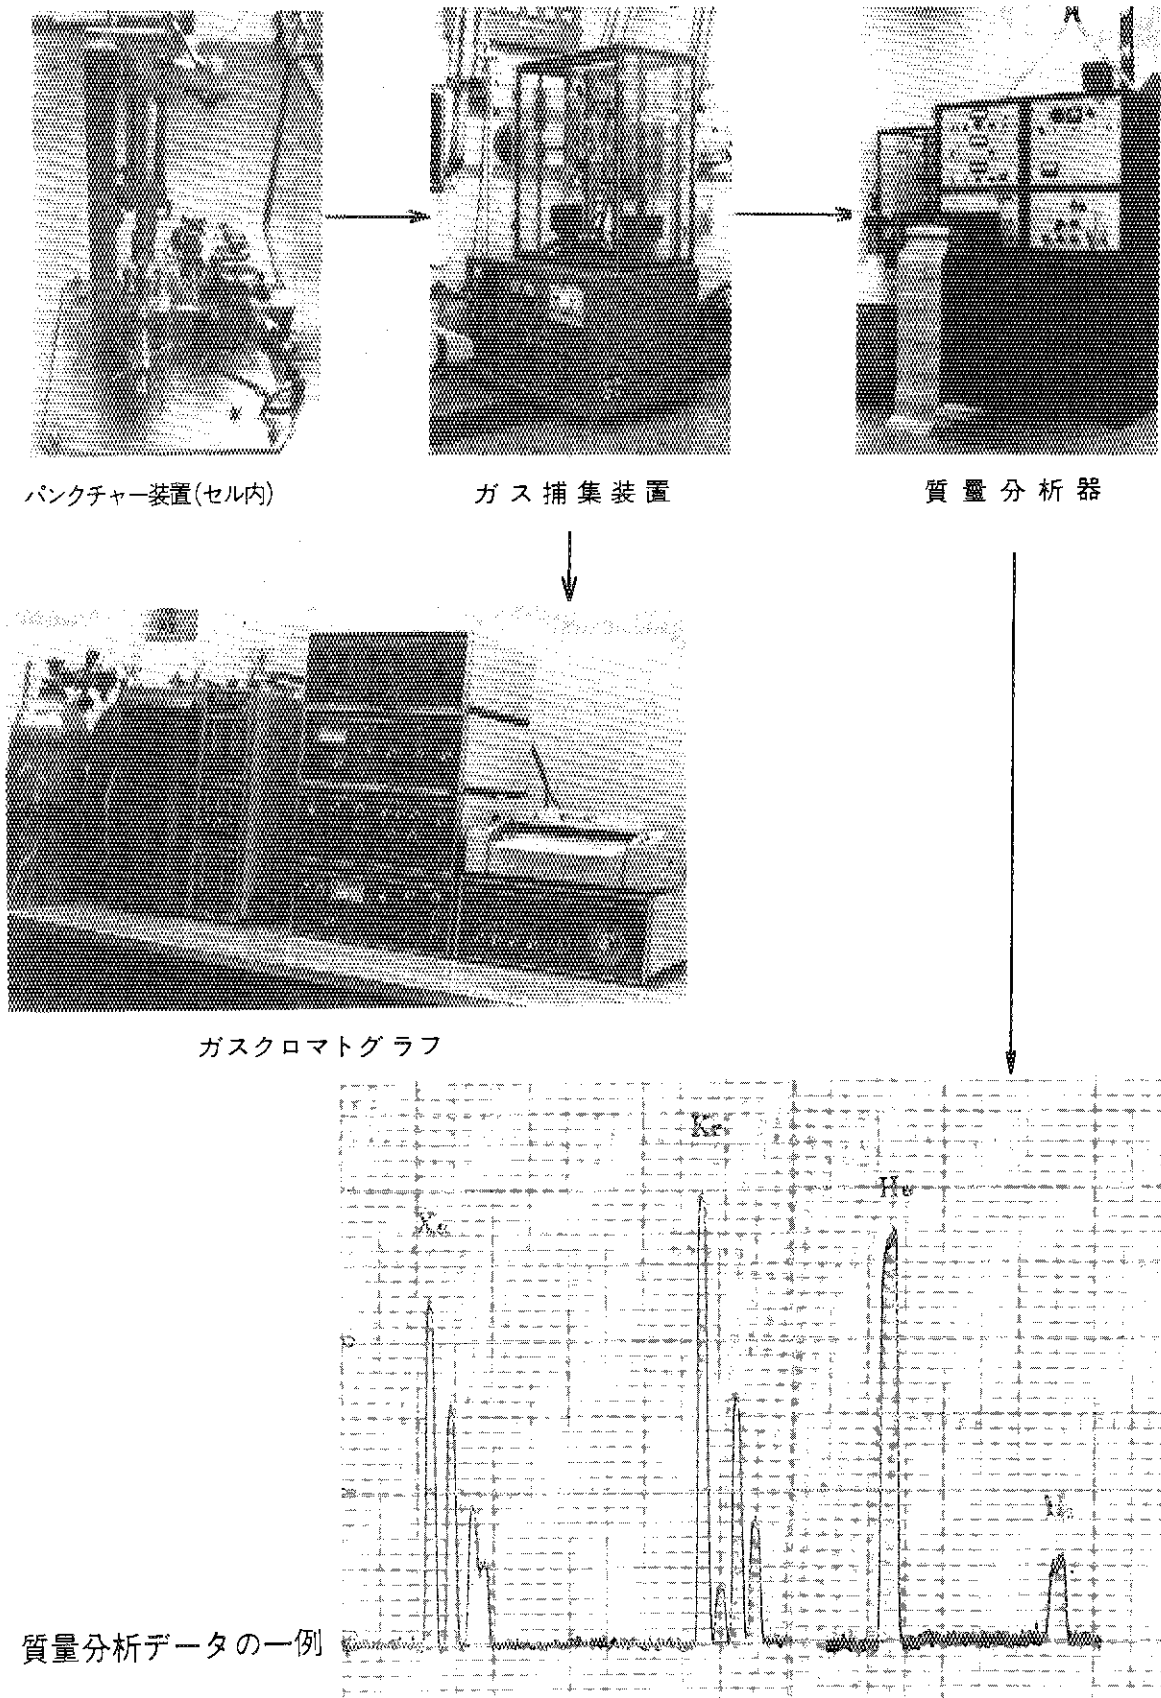 パンクチャー装置(セル内)
ガス捕集装置
質量分析器
ガスクロマトグラフ
Kr
He
Xe
質量分析データの一例